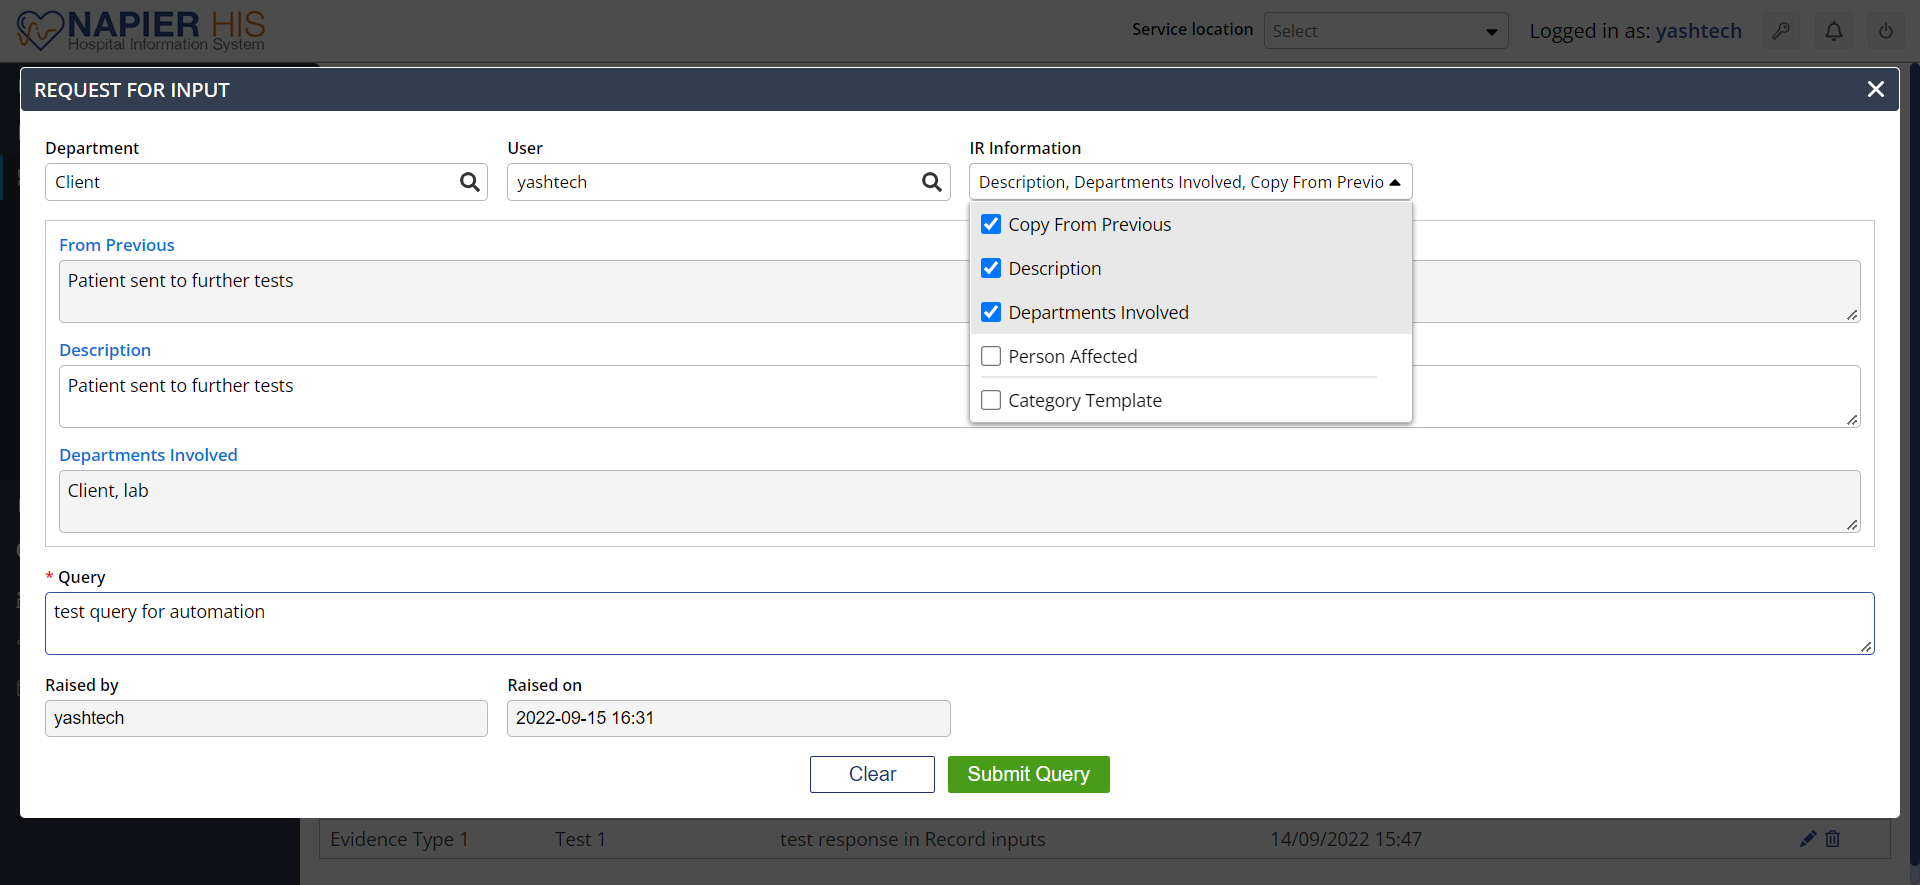 NAPIER HIS
Hospital Information System
Service location
Select
Logged in as: yashtech
REQUEST FOR INPUT
Department
User
IR Information
Client
yashtech
Description, Departments Involved, Copy From Previo
Copy From Previous
Description
Departments Involved
Person Affected
Category Template
From Previous
Patient sent to further tests
Description
Patient sent to further tests
Departments Involved
Client, lab
* Query
test query for automation
Raised by
Raised on
yashtech
2022-09-15 16:31
Clear
Submit Query
Evidence Type 1
Test 1
test response in Record inputs
14/09/2022 15:47